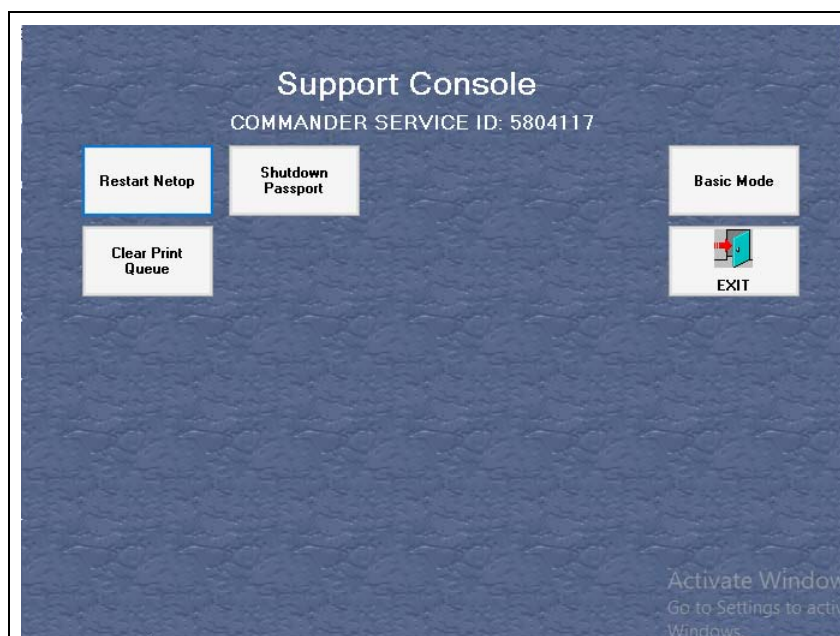 Support Console
COMMANDER SERVICE ID: 5804117
Restart Netop
Shutdown
Passport
Basic Mode
Clear Print
Queue
EXIT
Activate Window
Go to Settings to activ
Windows.